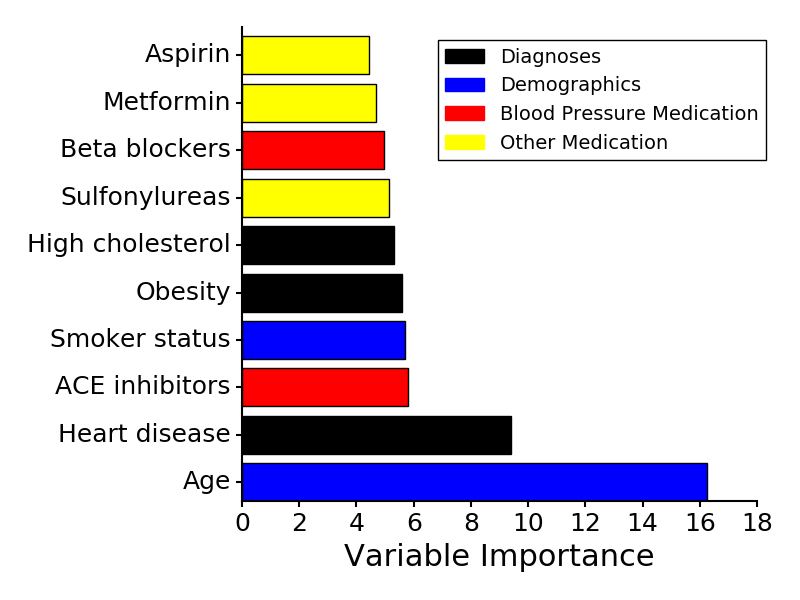 Aspirin
Metformin
Beta blockers
Sulfonylureas
High cholesterol
Obesity
Smoker status
ACE inhibitors
Heart disease
Age
Diagnoses
Demographics
Blood Pressure Medication
Other Medication
0 2 4 6 8 10 12 14 16 18
Variable Importance